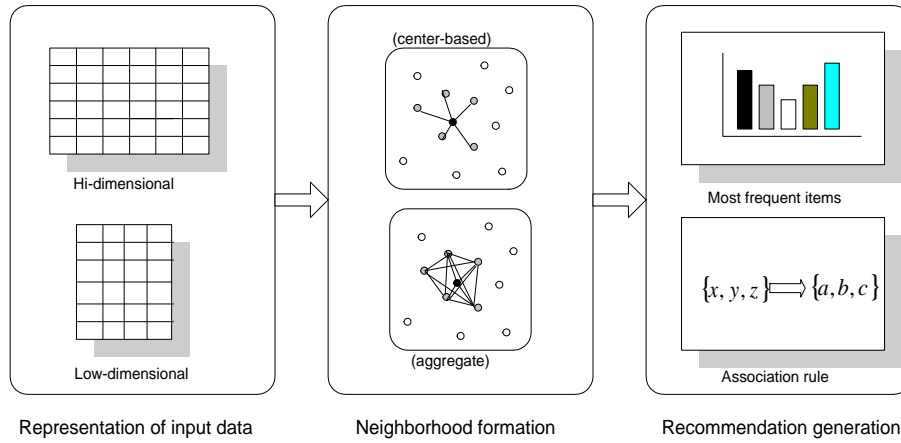 Hi-dimensional
Low-dimensional
Representation of input data
(center-based)
(aggregate)
Neighborhood formation
Most frequent items
{x, y, z} ⇒ {a, b, c}
Association rule
Recommendation generation